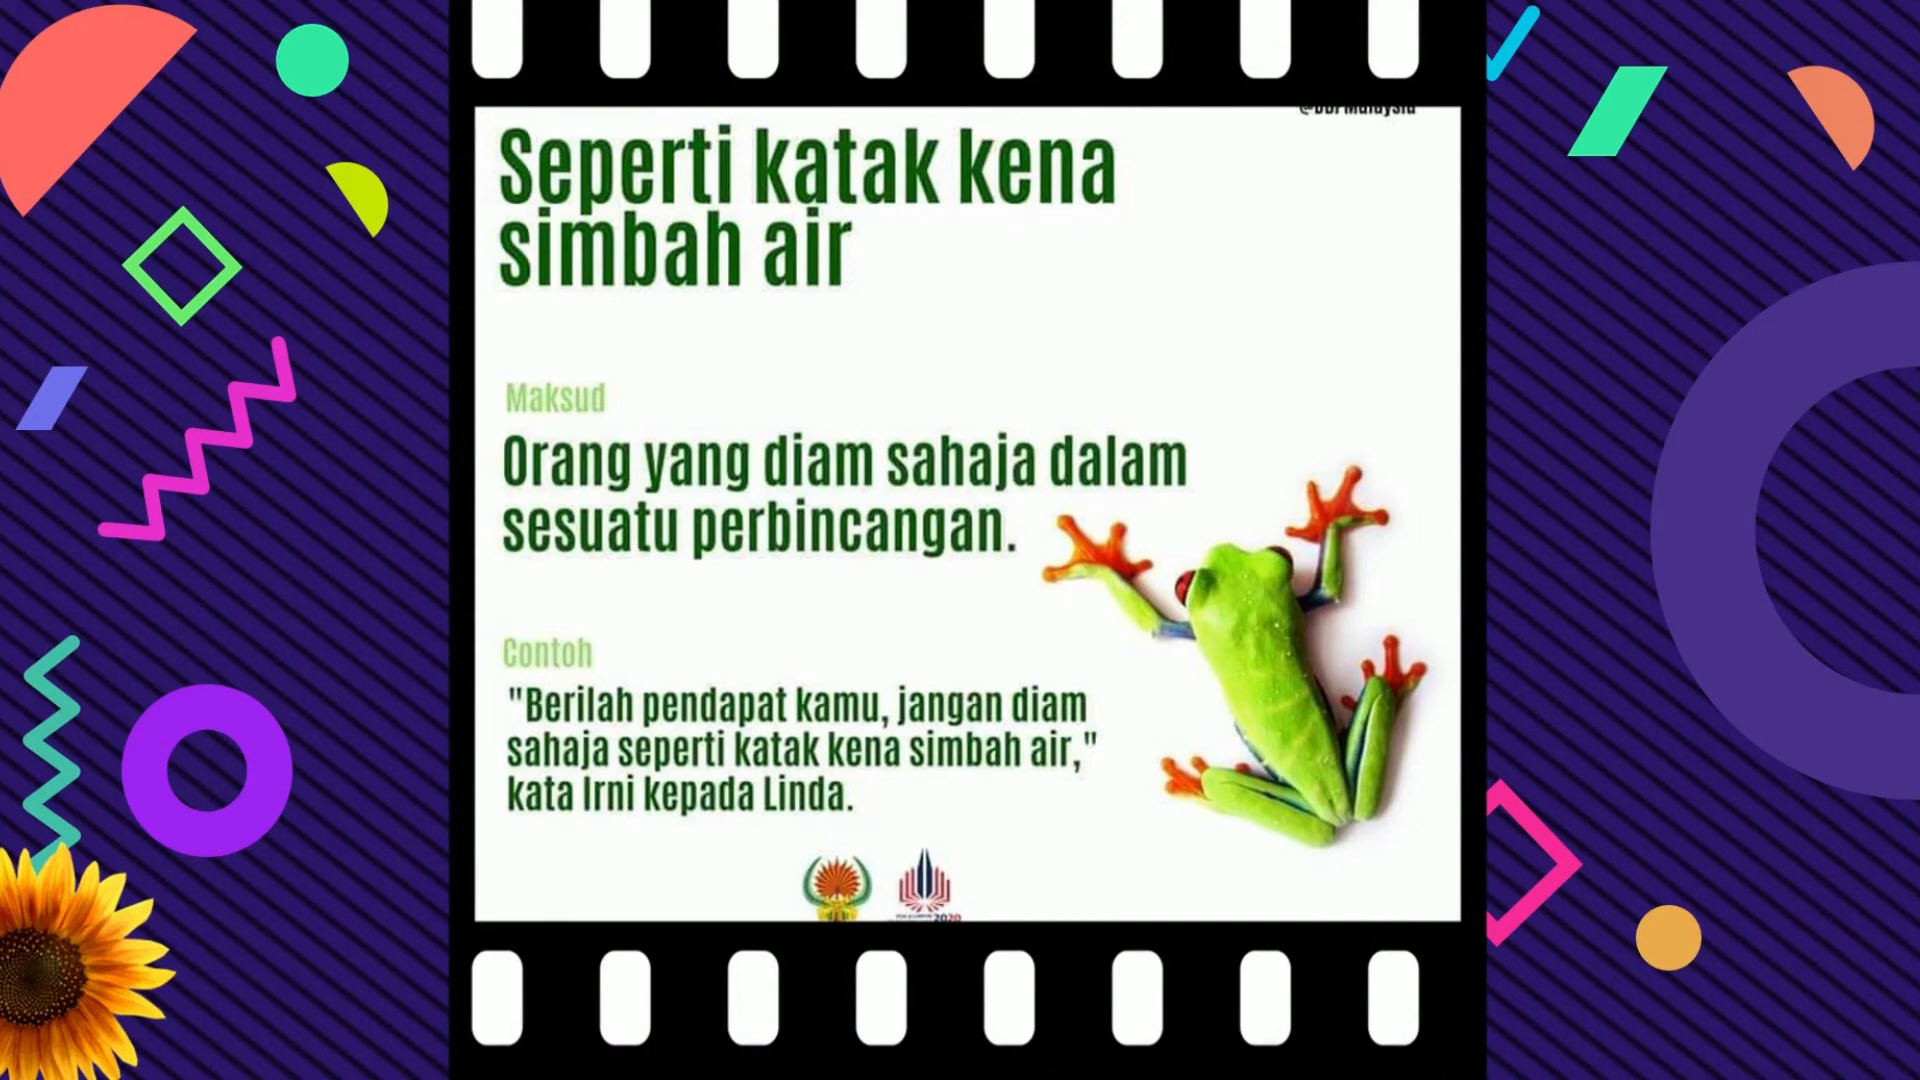 Seperti katak kena
simbah air
Maksud
Orang yang diam sahaja dalam
sesuatu perbincangan.
Contoh
"Berilah pendapat kamu, jangan diam
sahaja seperti katak kena simbah air,"
kata Irni kepada Linda.
2020